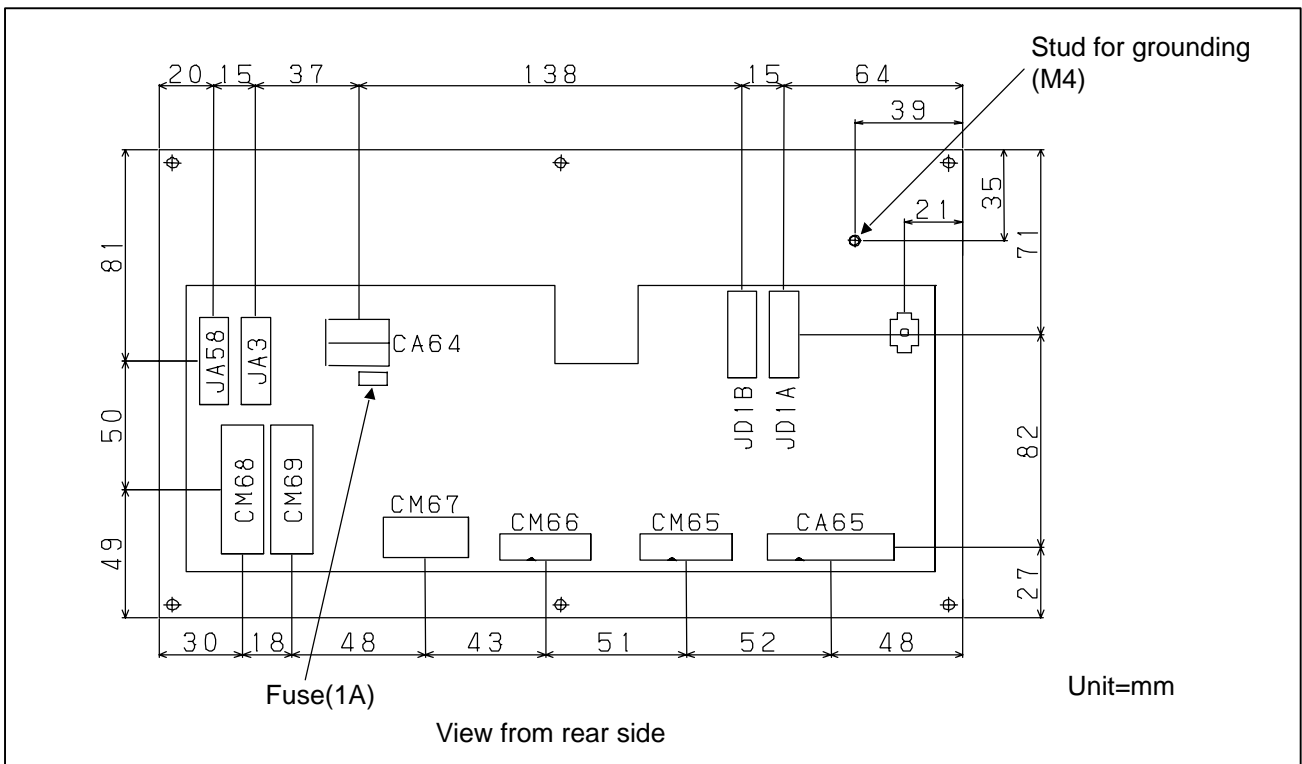 Stud for grounding
(M4)
20 15 37 138 15 64
39
35
21
71
81
JA58
JA3
CA64
JD1B
JD1A
50
82
CM68
CM69
CM67
CM66
CM65
CA65
49
27
30 18 48 43 51 52 48
Fuse(1A)
Unit=mm
View from rear side